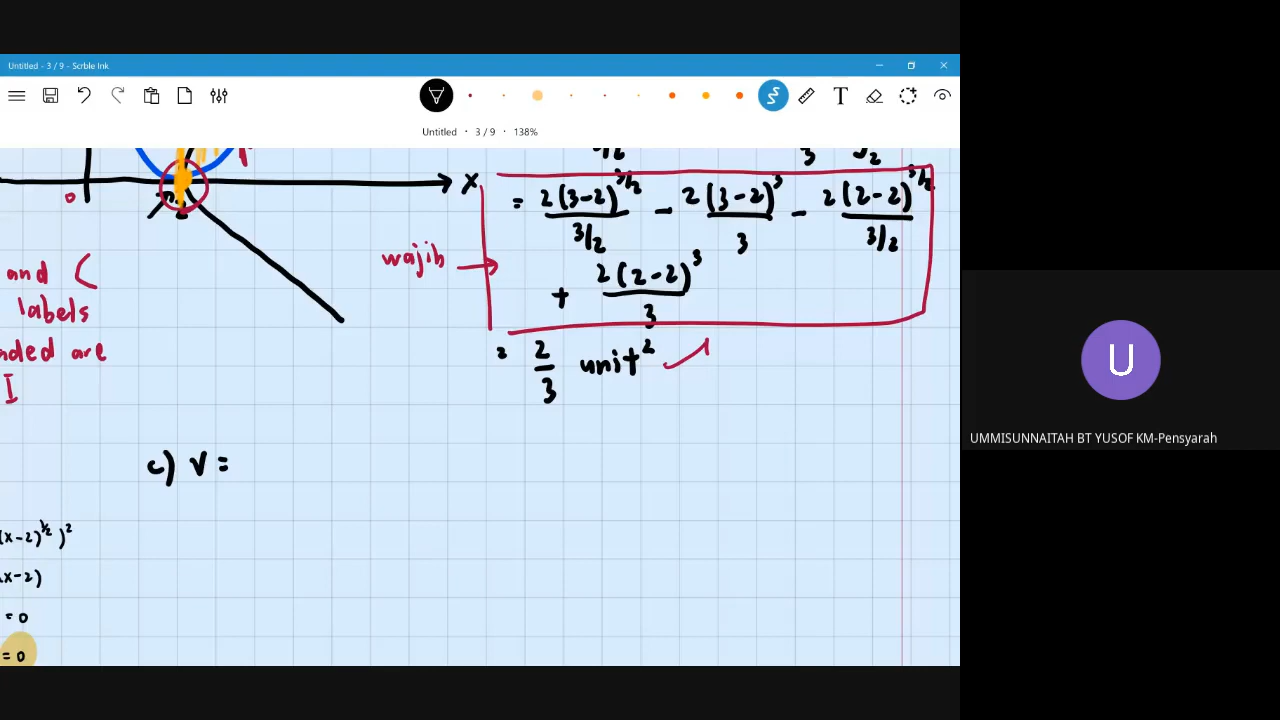 Untitled - 3 / 9 - Scrble Ink
Untitled • 3 / 9 • 138%
X
0
= 2(3-2)^3/2 / 3/2 - 2(3-2)^3 / 3 - 2(2-2)^3/2 / 3/2
+ 2(2-2)^3 / 3
wajib →
= 2/3 unit²
and C
labels
nded are
I
c) V =
(x-2)^1/2 )²
(x-2)
= 0
= 0
U
UMMISUNNAITAH BT YUSOF KM-Pensyarah